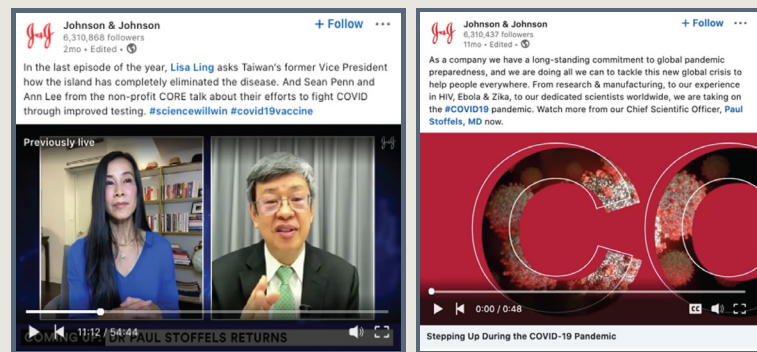 Johnson & Johnson
6,310,868 followers
2mo • Edited •
+ Follow •••
In the last episode of the year, Lisa Ling asks Taiwan's former Vice President
how the island has completely eliminated the disease. And Sean Penn and
Ann Lee from the non-profit CORE talk about their efforts to fight COVID
through improved testing. #sciencewillwin #covid19vaccine
Previously live
J&J
11:12 / 54:44
COMING UP: DR PAUL STOFFELS RETURNS
Johnson & Johnson
6,310,437 followers
11mo • Edited •
+ Follow •••
As a company we have a long-standing commitment to global pandemic
preparedness, and we are doing all we can to tackle this new global crisis to
help people everywhere. From research & manufacturing, to our experience
in HIV, Ebola & Zika, to our dedicated scientists worldwide, we are taking on
the #COVID19 pandemic. Watch more from our Chief Scientific Officer, Paul
Stoffels, MD now.
CO
0:00 / 0:48
CC
Stepping Up During the COVID-19 Pandemic